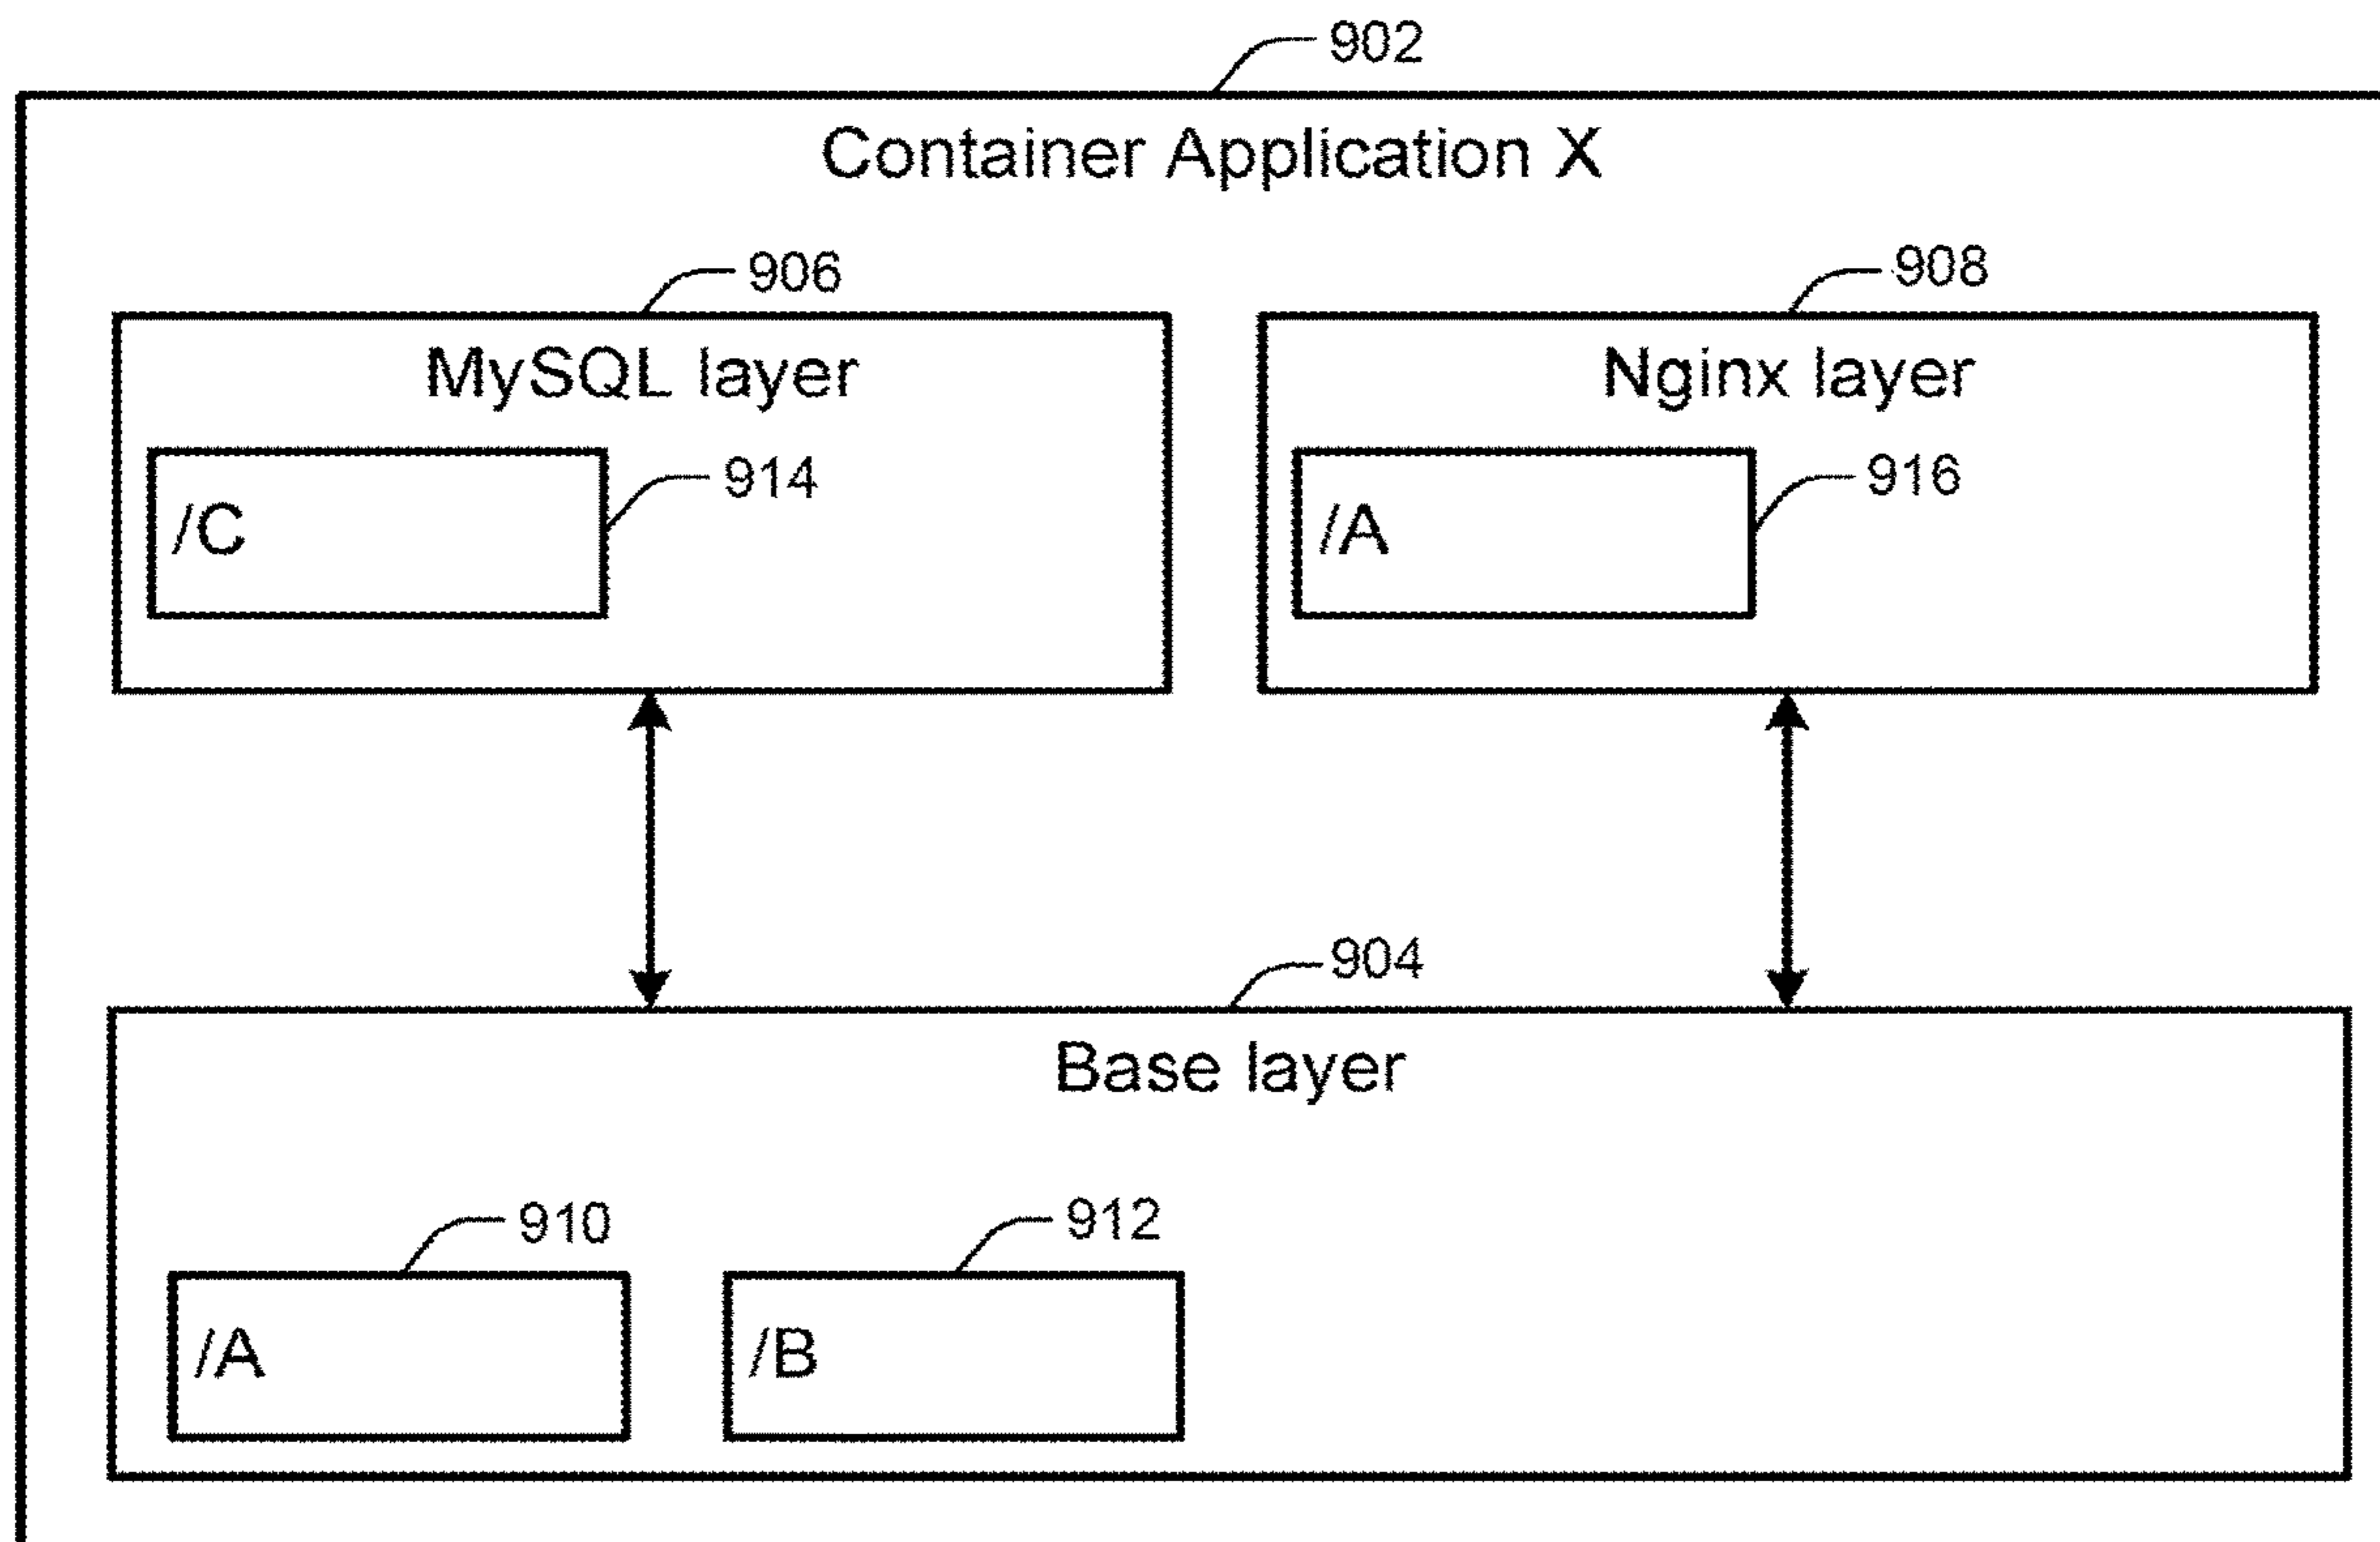 902
Container Application X
906
908
MySQL layer
Nginx layer
914
916
/C
/A
904
Base layer
910
912
/A
/B